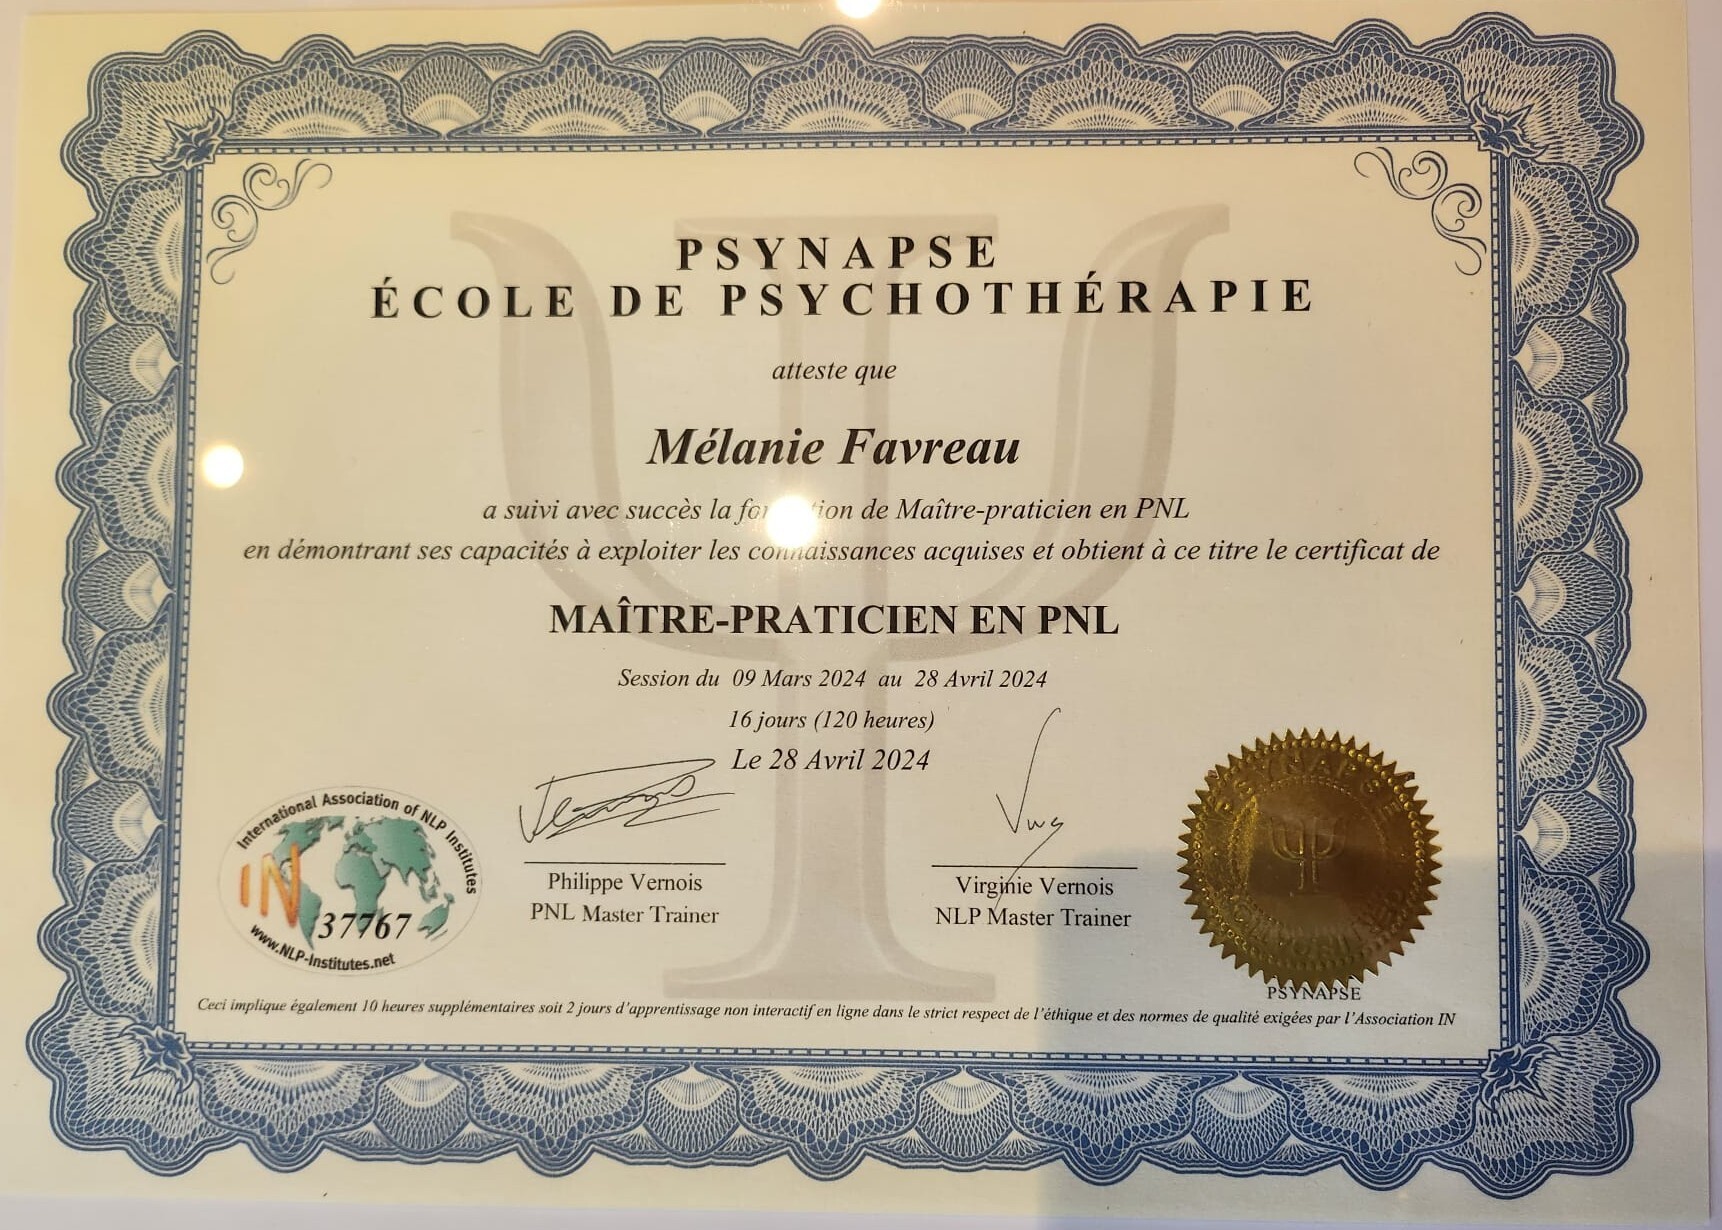 PSYNAPSE
ÉCOLE DE PSYCHOTHÉRAPIE
atteste que
Mélanie Favreau
a suivi avec succès la de Maître-praticien en PNL
en démontrant ses capacités à exploiter les connaissances acquises et obtient à ce titre le certificat de
MAÎTRE-PRATICIEN EN PNL
Session du 09 Mars 2024 au 28 Avril 2024
16 jours (120 heures)
Le 28 Avril 2024
International Association of NLP Institutes
IN
37767
www.NLP-Institutes.net
Philippe Vernois
PNL Master Trainer
Virginie Vernois
NLP Master Trainer
PSYNAPSE
PSYNAPSE
Ceci implique également 10 heures supplémentaires soit 2 jours d'apprentissage non interactif en ligne dans le strict respect de l'éthique et des normes de qualité exigées par l'Association IN